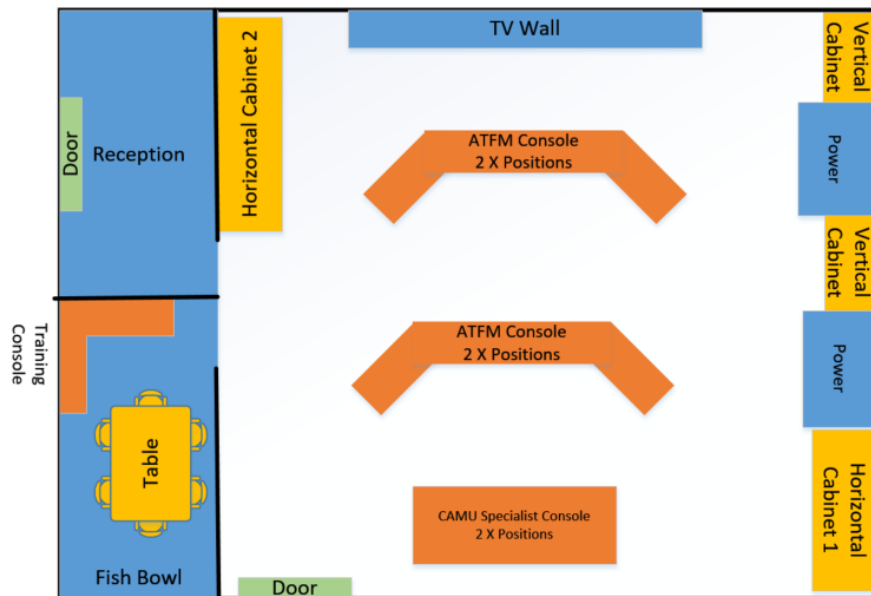 TV Wall
Horizontal Cabinet 2
Vertical
Cabinet
Door
Reception
ATFM Console
2 X Positions
Power
Vertical
Cabinet
Training
Console
ATFM Console
2 X Positions
Power
Table
Horizontal
Cabinet 1
CAMU Specialist Console
2 X Positions
Fish Bowl
Door